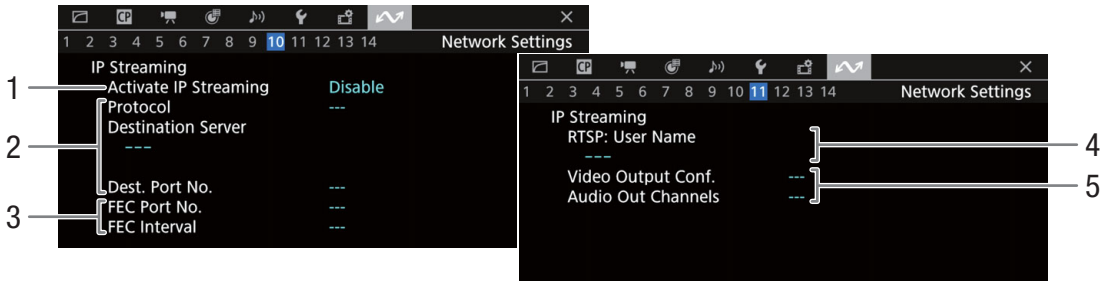 CP
×
1 2 3 4 5 6 7 8 9 10 11 12 13 14 Network Settings
IP Streaming
Activate IP Streaming Disable
Protocol ---
Destination Server
---
Dest. Port No. ---
FEC Port No. ---
FEC Interval ---
1
2
3
CP
×
1 2 3 4 5 6 7 8 9 10 11 12 13 14 Network Settings
IP Streaming
RTSP: User Name
---
Video Output Conf. ---
Audio Out Channels ---
4
5